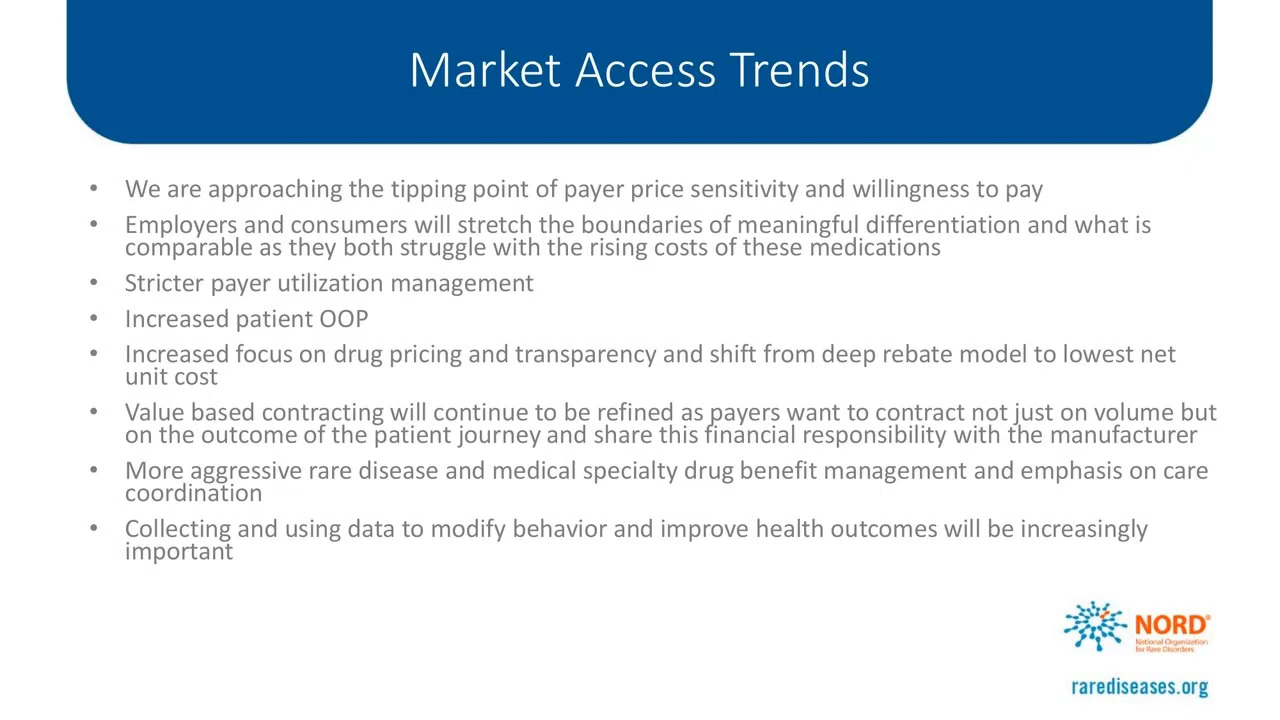 Market Access Trends
• We are approaching the tipping point of payer price sensitivity and willingness to pay
• Employers and consumers will stretch the boundaries of meaningful differentiation and what is
comparable as they both struggle with the rising costs of these medications
• Stricter payer utilization management
• Increased patient OOP
• Increased focus on drug pricing and transparency and shift from deep rebate model to lowest net
unit cost
• Value based contracting will continue to be refined as payers want to contract not just on volume but
on the outcome of the patient journey and share this financial responsibility with the manufacturer
• More aggressive rare disease and medical specialty drug benefit management and emphasis on care
coordination
• Collecting and using data to modify behavior and improve health outcomes will be increasingly
important
NORD®
National Organization
for Rare Disorders
rarediseases.org